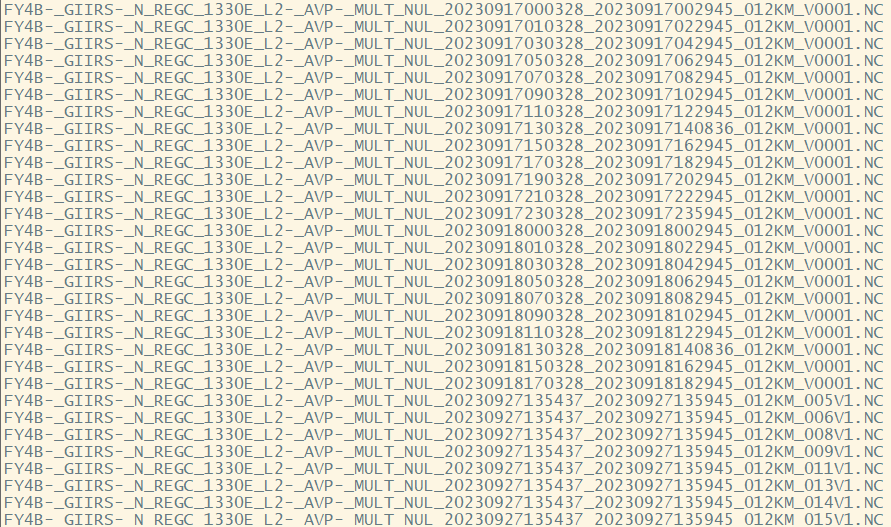 FY4B-_GIIRS-_N_REGC_1330E_L2-_AVP-_MULT_NUL_20230917000328_20230917002945_012KM_V0001.NC
FY4B-_GIIRS-_N_REGC_1330E_L2-_AVP-_MULT_NUL_20230917010328_20230917022945_012KM_V0001.NC
FY4B-_GIIRS-_N_REGC_1330E_L2-_AVP-_MULT_NUL_20230917030328_20230917042945_012KM_V0001.NC
FY4B-_GIIRS-_N_REGC_1330E_L2-_AVP-_MULT_NUL_20230917050328_20230917062945_012KM_V0001.NC
FY4B-_GIIRS-_N_REGC_1330E_L2-_AVP-_MULT_NUL_20230917070328_20230917082945_012KM_V0001.NC
FY4B-_GIIRS-_N_REGC_1330E_L2-_AVP-_MULT_NUL_20230917090328_20230917102945_012KM_V0001.NC
FY4B-_GIIRS-_N_REGC_1330E_L2-_AVP-_MULT_NUL_20230917110328_20230917122945_012KM_V0001.NC
FY4B-_GIIRS-_N_REGC_1330E_L2-_AVP-_MULT_NUL_20230917130328_20230917140836_012KM_V0001.NC
FY4B-_GIIRS-_N_REGC_1330E_L2-_AVP-_MULT_NUL_20230917150328_20230917162945_012KM_V0001.NC
FY4B-_GIIRS-_N_REGC_1330E_L2-_AVP-_MULT_NUL_20230917170328_20230917182945_012KM_V0001.NC
FY4B-_GIIRS-_N_REGC_1330E_L2-_AVP-_MULT_NUL_20230917190328_20230917202945_012KM_V0001.NC
FY4B-_GIIRS-_N_REGC_1330E_L2-_AVP-_MULT_NUL_20230917210328_20230917222945_012KM_V0001.NC
FY4B-_GIIRS-_N_REGC_1330E_L2-_AVP-_MULT_NUL_20230917230328_20230917235945_012KM_V0001.NC
FY4B-_GIIRS-_N_REGC_1330E_L2-_AVP-_MULT_NUL_20230918000328_20230918002945_012KM_V0001.NC
FY4B-_GIIRS-_N_REGC_1330E_L2-_AVP-_MULT_NUL_20230918010328_20230918022945_012KM_V0001.NC
FY4B-_GIIRS-_N_REGC_1330E_L2-_AVP-_MULT_NUL_20230918030328_20230918042945_012KM_V0001.NC
FY4B-_GIIRS-_N_REGC_1330E_L2-_AVP-_MULT_NUL_20230918050328_20230918062945_012KM_V0001.NC
FY4B-_GIIRS-_N_REGC_1330E_L2-_AVP-_MULT_NUL_20230918070328_20230918082945_012KM_V0001.NC
FY4B-_GIIRS-_N_REGC_1330E_L2-_AVP-_MULT_NUL_20230918090328_20230918102945_012KM_V0001.NC
FY4B-_GIIRS-_N_REGC_1330E_L2-_AVP-_MULT_NUL_20230918110328_20230918122945_012KM_V0001.NC
FY4B-_GIIRS-_N_REGC_1330E_L2-_AVP-_MULT_NUL_20230918130328_20230918140836_012KM_V0001.NC
FY4B-_GIIRS-_N_REGC_1330E_L2-_AVP-_MULT_NUL_20230918150328_20230918162945_012KM_V0001.NC
FY4B-_GIIRS-_N_REGC_1330E_L2-_AVP-_MULT_NUL_20230918170328_20230918182945_012KM_V0001.NC
FY4B-_GIIRS-_N_REGC_1330E_L2-_AVP-_MULT_NUL_20230927135437_20230927135945_012KM_005V1.NC
FY4B-_GIIRS-_N_REGC_1330E_L2-_AVP-_MULT_NUL_20230927135437_20230927135945_012KM_006V1.NC
FY4B-_GIIRS-_N_REGC_1330E_L2-_AVP-_MULT_NUL_20230927135437_20230927135945_012KM_008V1.NC
FY4B-_GIIRS-_N_REGC_1330E_L2-_AVP-_MULT_NUL_20230927135437_20230927135945_012KM_009V1.NC
FY4B-_GIIRS-_N_REGC_1330E_L2-_AVP-_MULT_NUL_20230927135437_20230927135945_012KM_011V1.NC
FY4B-_GIIRS-_N_REGC_1330E_L2-_AVP-_MULT_NUL_20230927135437_20230927135945_012KM_013V1.NC
FY4B-_GIIRS-_N_REGC_1330E_L2-_AVP-_MULT_NUL_20230927135437_20230927135945_012KM_014V1.NC
FY4B-_GIIRS-_N_REGC_1330E_L2-_AVP-_MULT_NUL_20230927135437_20230927135945_012KM_015V1.NC